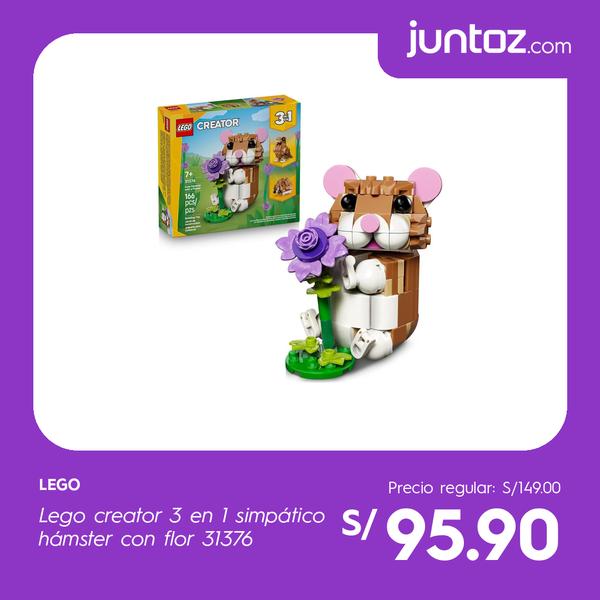 juntoz.com
LEGO CREATOR
3in1
7+
166
pcs/
pzs.
LEGO
Precio regular: S/149.00
Lego creator 3 en 1 simpático
hámster con flor 31376
S/ 95.90